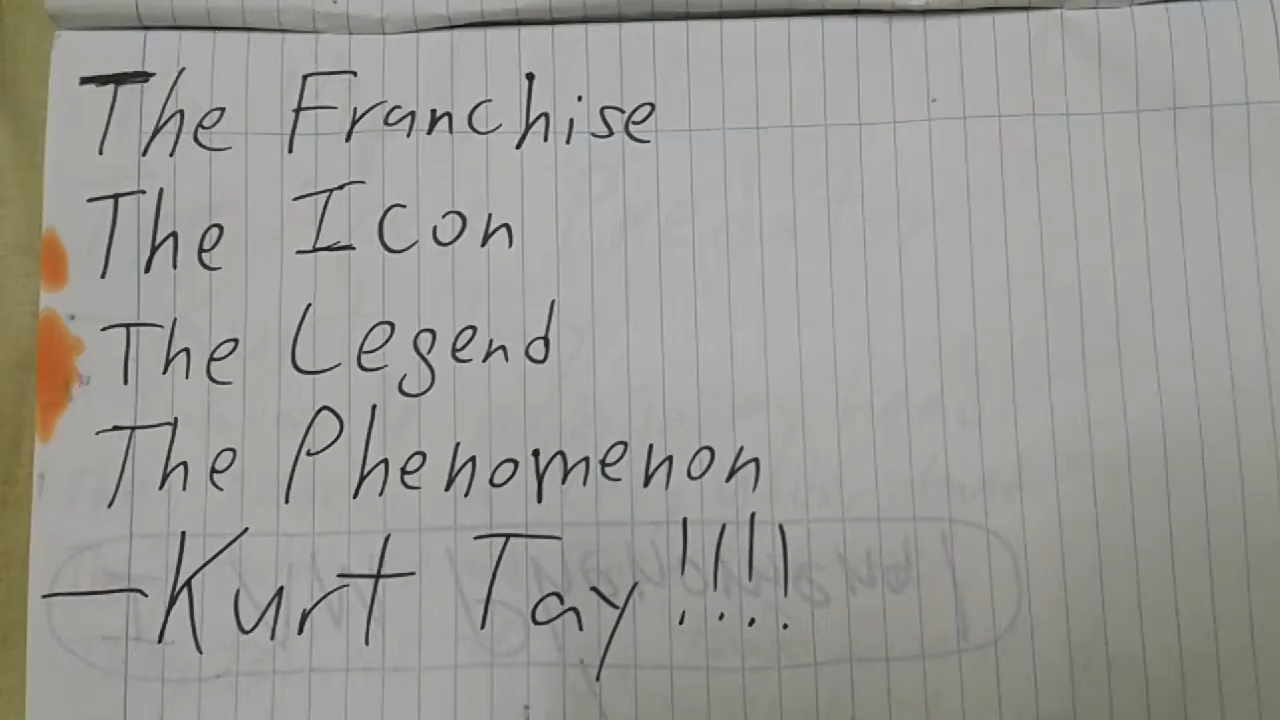 The Franchise
The Icon
The Legend
The Phenomenon
-Kurt Tay!!!!